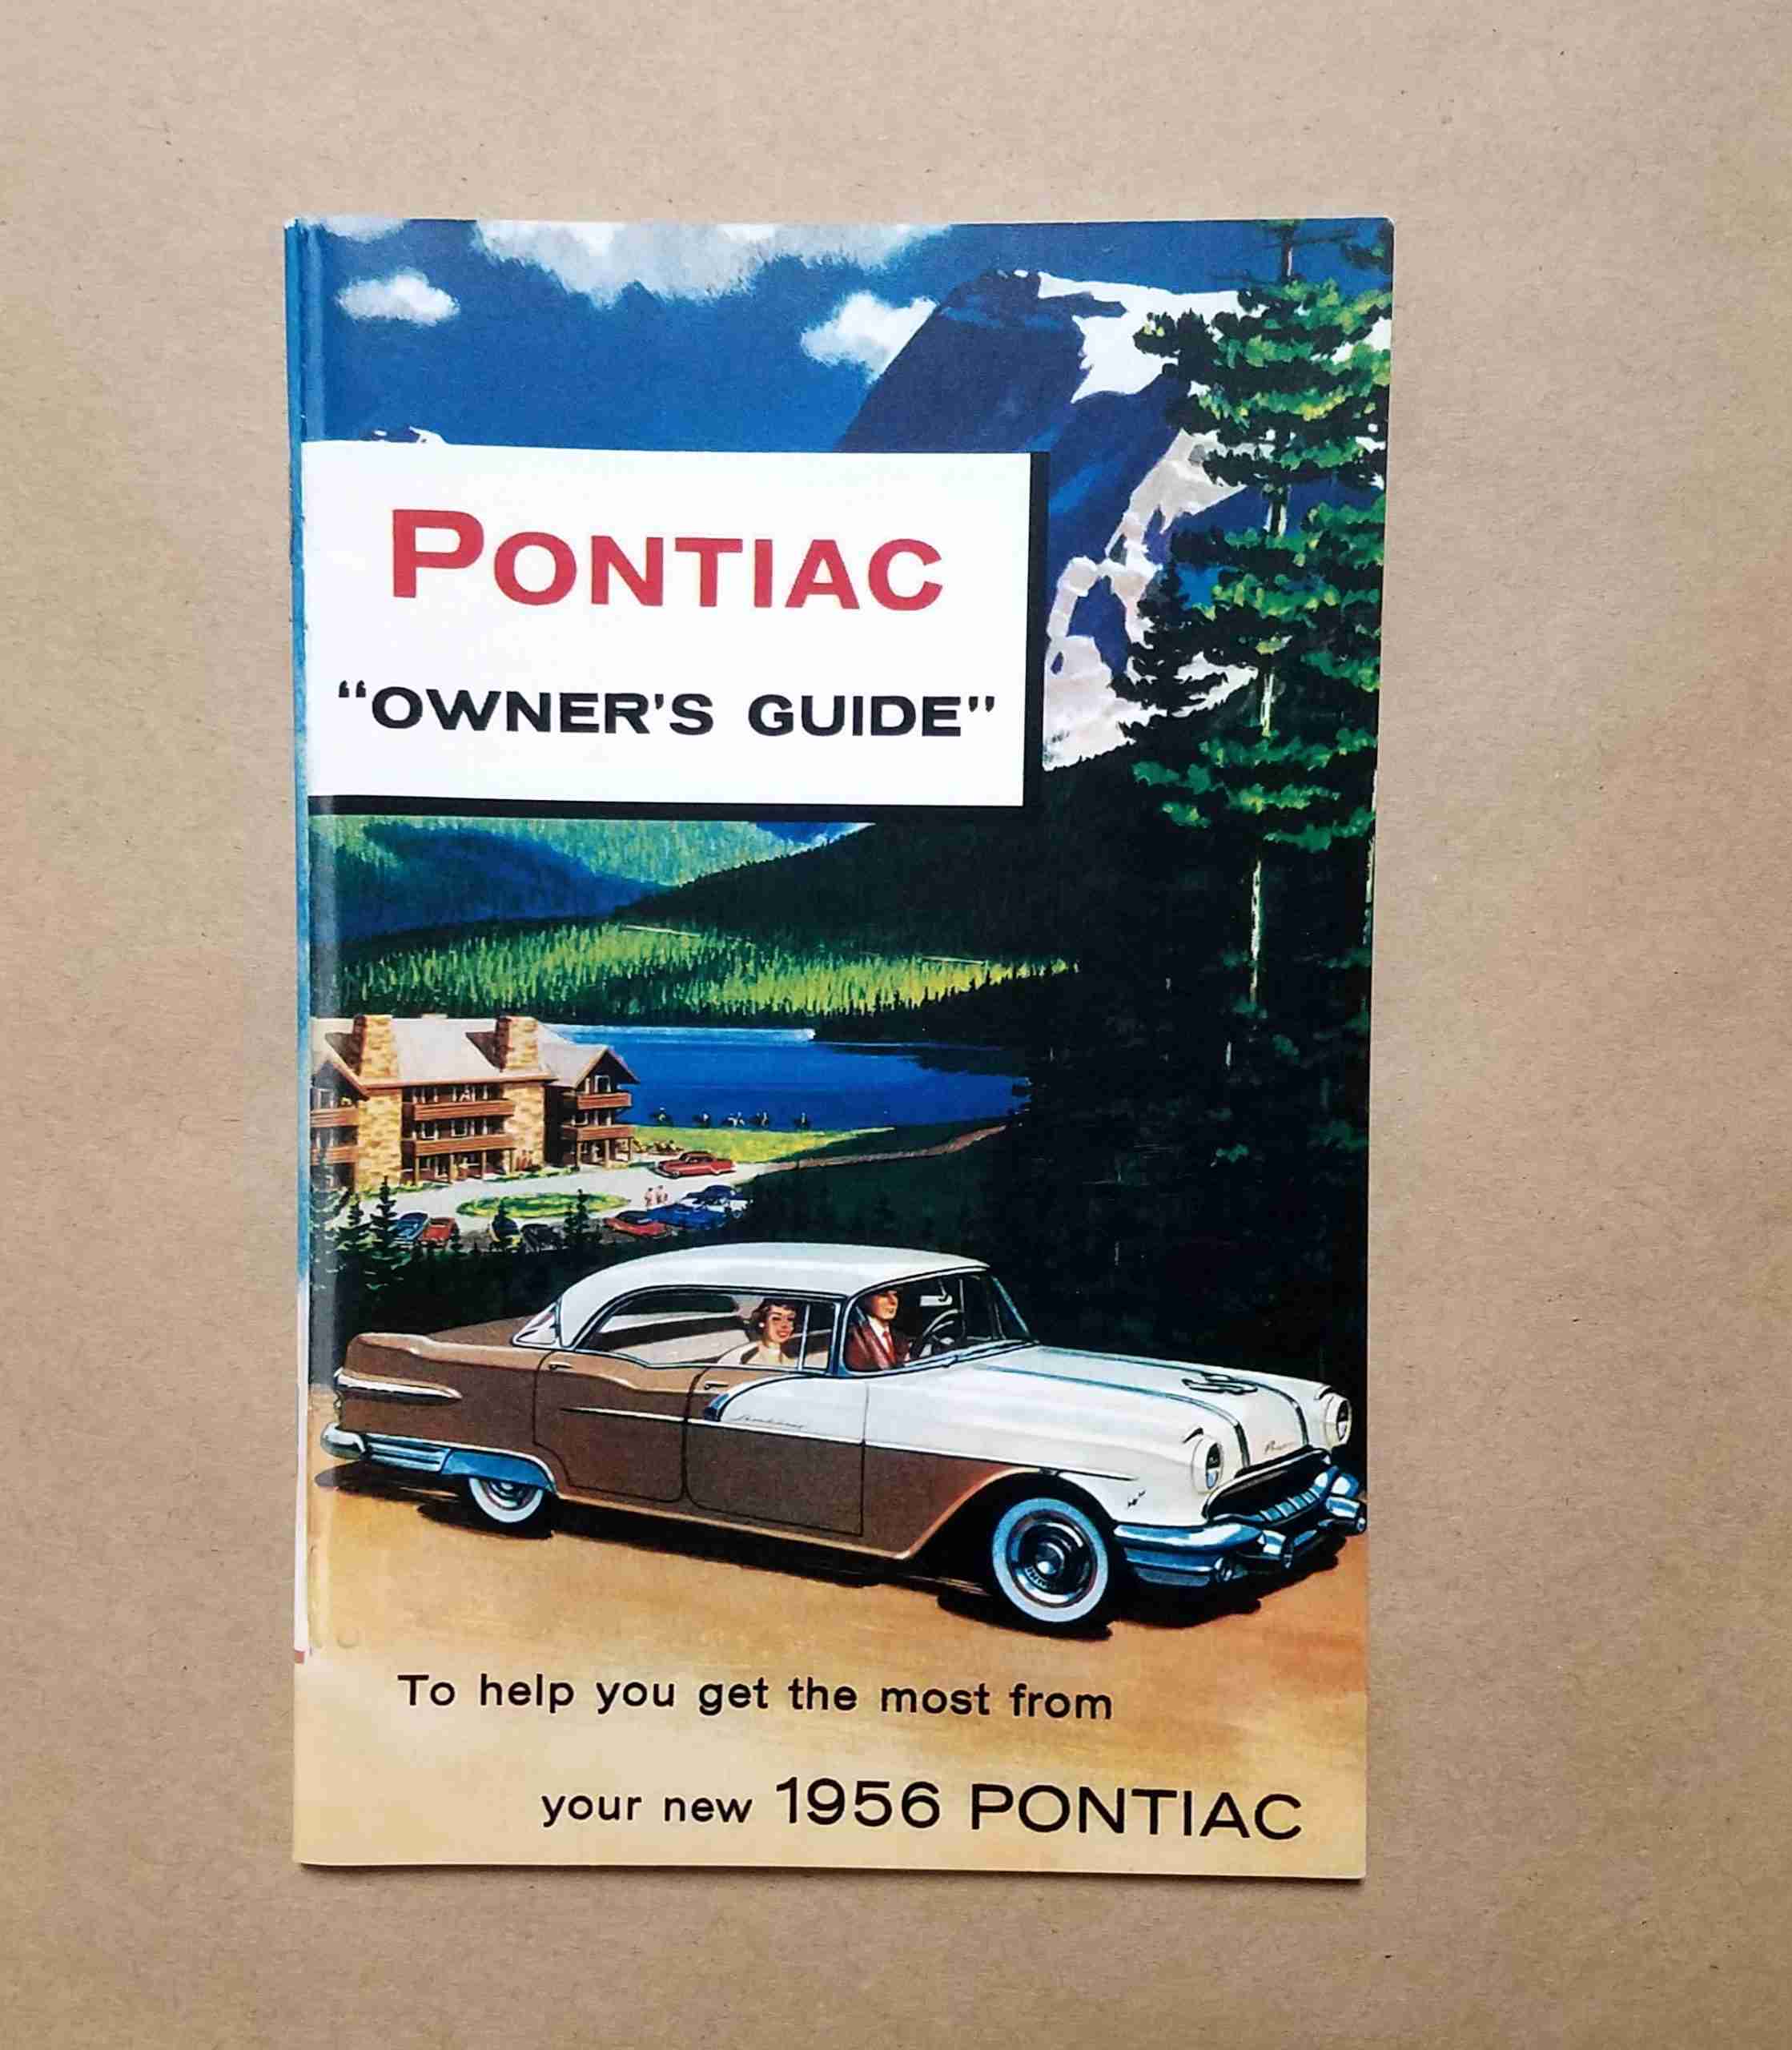 PONTIAC
“OWNER'S GUIDE”
To help you get the most from
your new 1956 PONTIAC